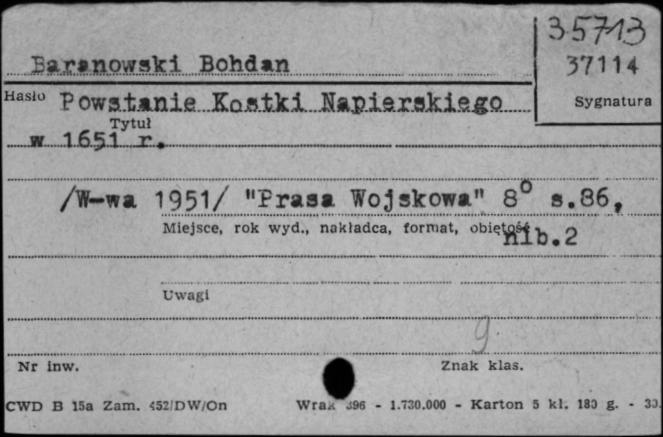 35713
Baranowski Bohdan
37114
Hasło Powstanie Kostki Napierskiego
Sygnatura
Tytuł
w 1651 r.
/W-wa 1951/ "Prasa Wojskowa" 8° s.86,
Miejsce, rok wyd., nakładca, format, objętość
nlb.2
Uwagi
9
Nr inw.
Znak klas.
CWD B 15a Zam. 452/DW/On Wrak 396 - 1.730.000 - Karton 5 kl. 180 g. - 30.